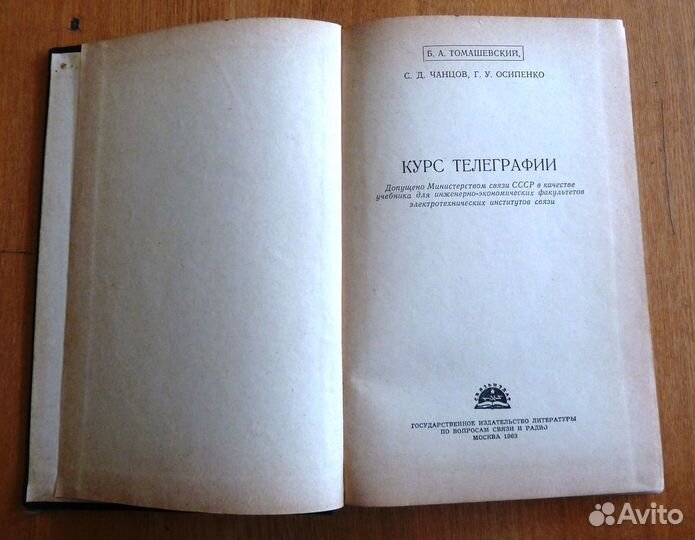 Б. А. ТОМАШЕВСКИЙ,
С. Д. ЧАНЦОВ, Г. У. ОСИПЕНКО
КУРС ТЕЛЕГРАФИИ
Допущено Министерством связи СССР в качестве
учебника для инженерно-экономических факультетов
электротехнических институтов связи
СВЯЗЬИЗДАТ
ГОСУДАРСТВЕННОЕ ИЗДАТЕЛЬСТВО ЛИТЕРАТУРЫ
ПО ВОПРОСАМ СВЯЗИ И РАДИО
МОСКВА 1963
Avito